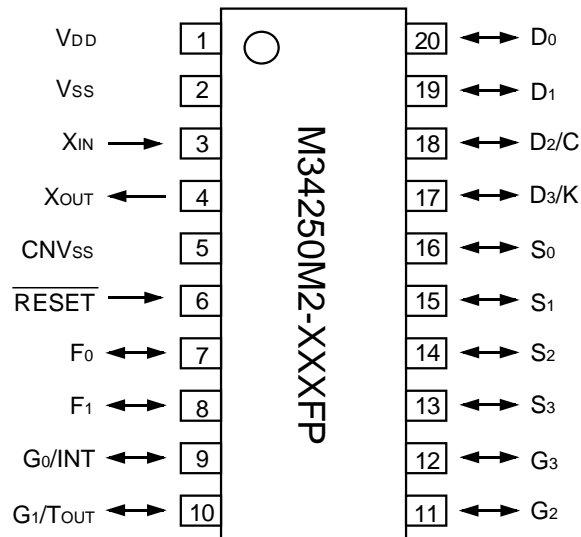 VDD 1 20 D0
VSS 2 19 D1
XIN 3 18 D2/C
XOUT 4 17 D3/K
CNVSS 5 16 S0
RESET 6 15 S1
F0 7 14 S2
F1 8 13 S3
G0/INT 9 12 G3
G1/TOUT 10 11 G2
M34250M2-XXXFP